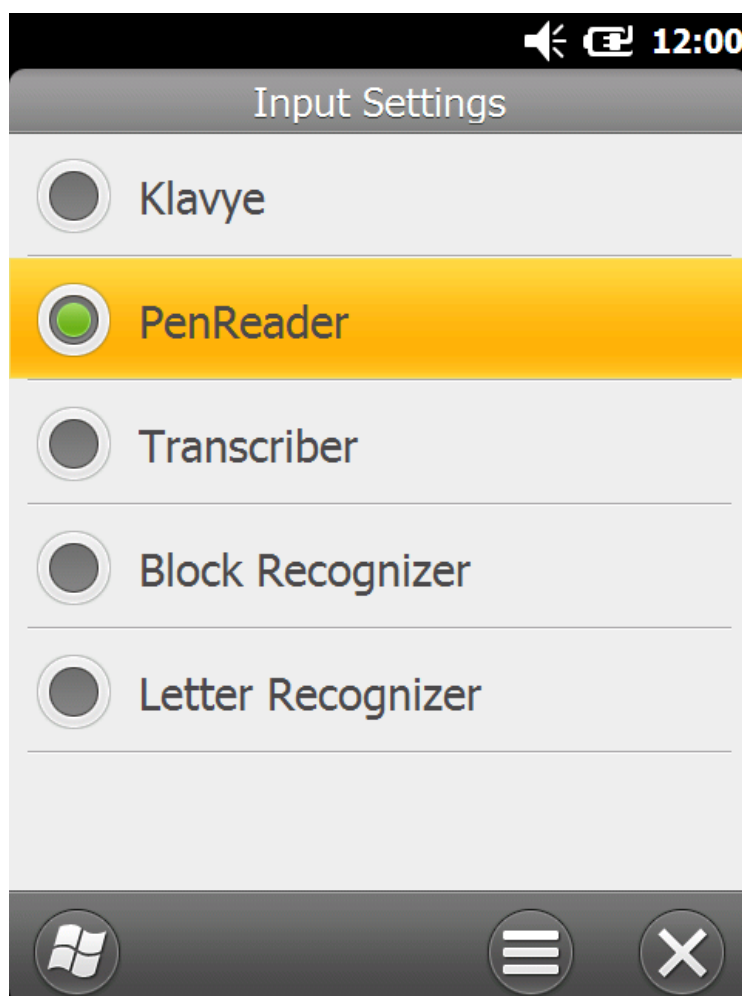 12:00
Input Settings
Klavye
PenReader
Transcriber
Block Recognizer
Letter Recognizer